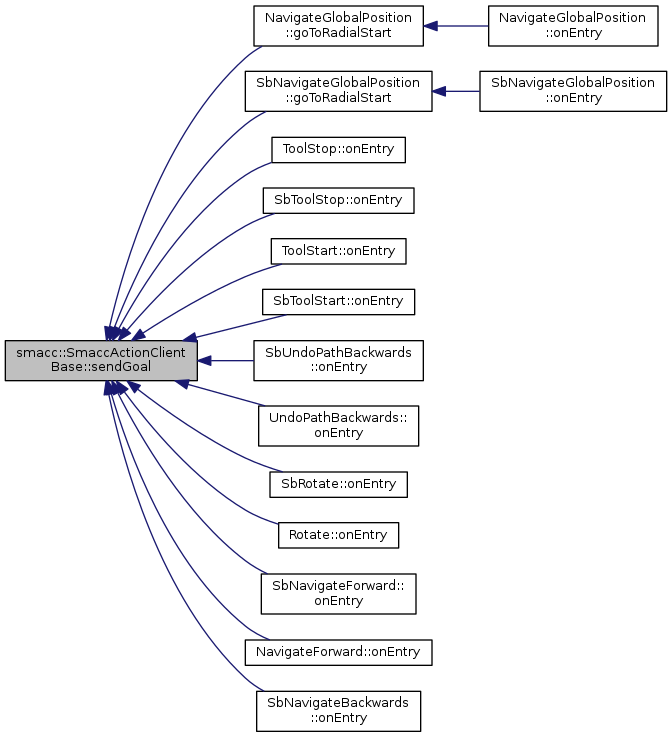 NavigateGlobalPosition
::goToRadialStart
NavigateGlobalPosition
::onEntry
SbNavigateGlobalPosition
::goToRadialStart
SbNavigateGlobalPosition
::onEntry
ToolStop::onEntry
SbToolStop::onEntry
ToolStart::onEntry
SbToolStart::onEntry
smacc::SmaccActionClient
Base::sendGoal
SbUndoPathBackwards
::onEntry
UndoPathBackwards::
onEntry
SbRotate::onEntry
Rotate::onEntry
SbNavigateForward::
onEntry
NavigateForward::onEntry
SbNavigateBackwards
::onEntry